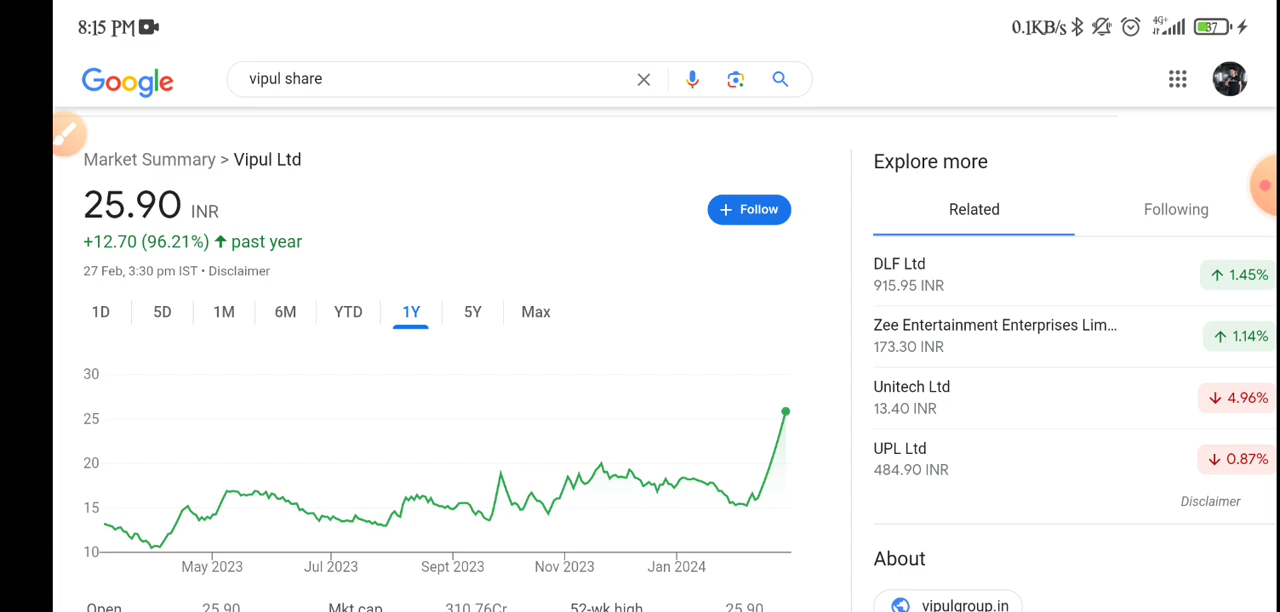 8:15 PM
0.1KB/s 4G+ 37
Google
vipul share
Market Summary > Vipul Ltd
25.90 INR
+12.70 (96.21%) ↑ past year
27 Feb, 3:30 pm IST • Disclaimer
+ Follow
1D 5D 1M 6M YTD 1Y 5Y Max
30
25
20
15
10
May 2023 Jul 2023 Sept 2023 Nov 2023 Jan 2024
Open 25.90 Mkt cap 310.76Cr 52-wk high 25.90
Explore more
Related Following
DLF Ltd
915.95 INR
↑ 1.45%
Zee Entertainment Enterprises Lim...
173.30 INR
↑ 1.14%
Unitech Ltd
13.40 INR
↓ 4.96%
UPL Ltd
484.90 INR
↓ 0.87%
Disclaimer
About
vipulgroup.in